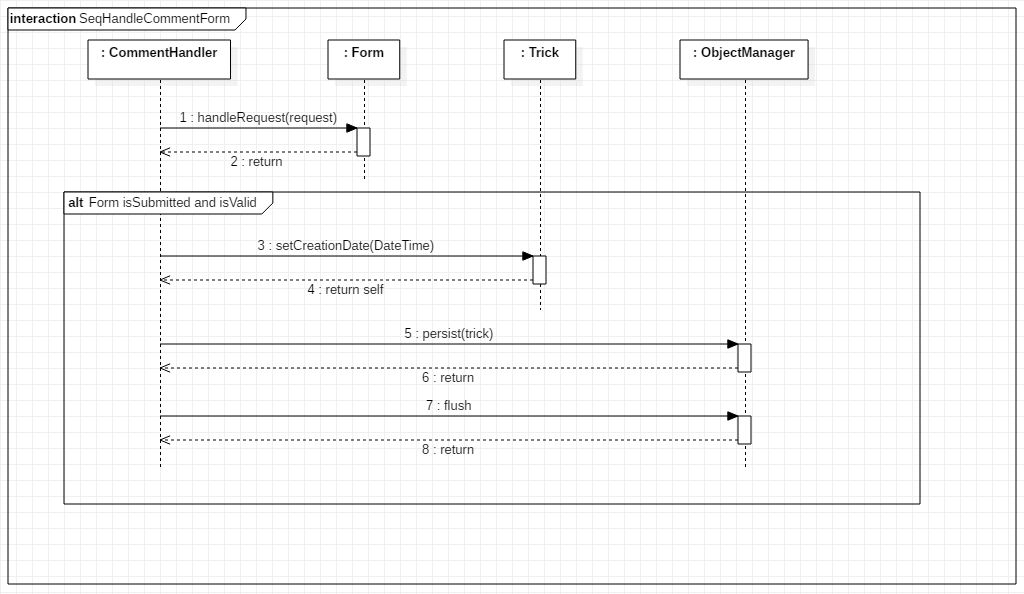 interaction SeqHandleCommentForm
: CommentHandler
: Form
: Trick
: ObjectManager
1 : handleRequest(request)
2 : return
alt Form isSubmitted and isValid
3 : setCreationDate(DateTime)
4 : return self
5 : persist(trick)
6 : return
7 : flush
8 : return